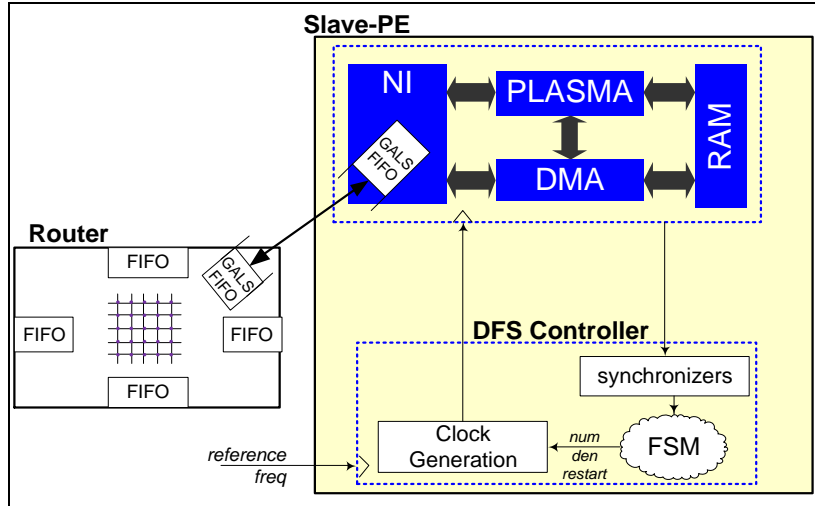 Slave-PE
NI
PLASMA
RAM
GALS
FIFO
DMA
Router
FIFO
GALS
FIFO
FIFO
FIFO
FIFO
DFS Controller
synchronizers
Clock
Generation
num
den
restart
FSM
reference
freq